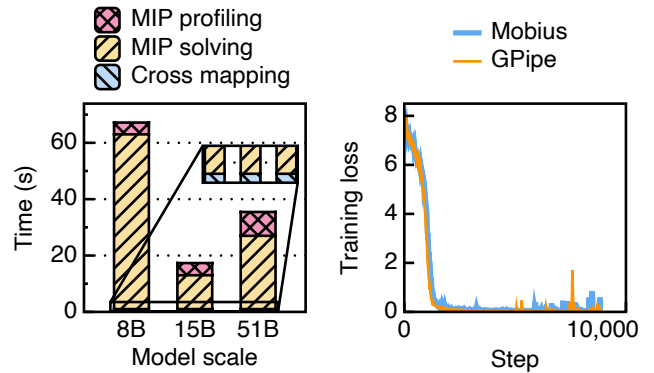 MIP profiling
MIP solving
Cross mapping
Time (s)
60
40
20
0
8B 15B 51B
Model scale
Mobius
GPipe
Training loss
8
6
4
2
0
0 10,000
Step